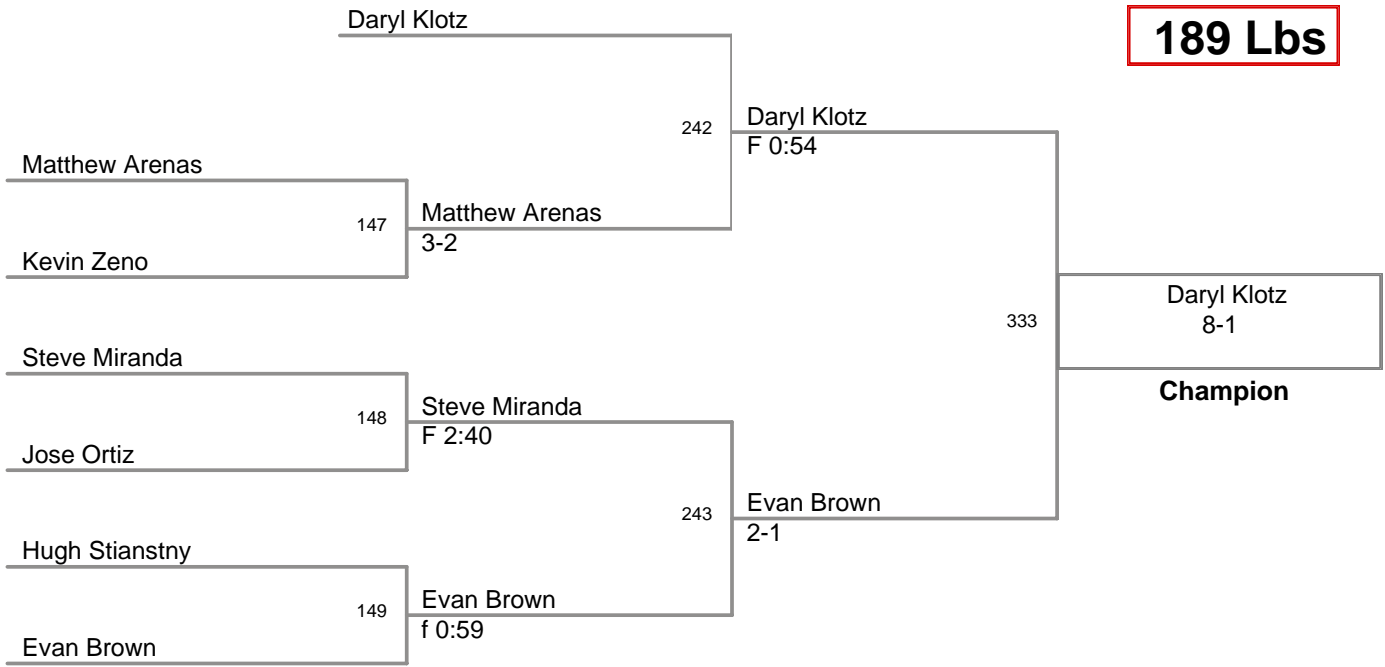 Daryl Klotz
189 Lbs
242
Daryl Klotz
F 0:54
Matthew Arenas
147
Matthew Arenas
3-2
Kevin Zeno
333
Daryl Klotz
8-1
Champion
Steve Miranda
148
Steve Miranda
F 2:40
Jose Ortiz
243
Evan Brown
2-1
Hugh Stianstny
149
Evan Brown
f 0:59
Evan Brown